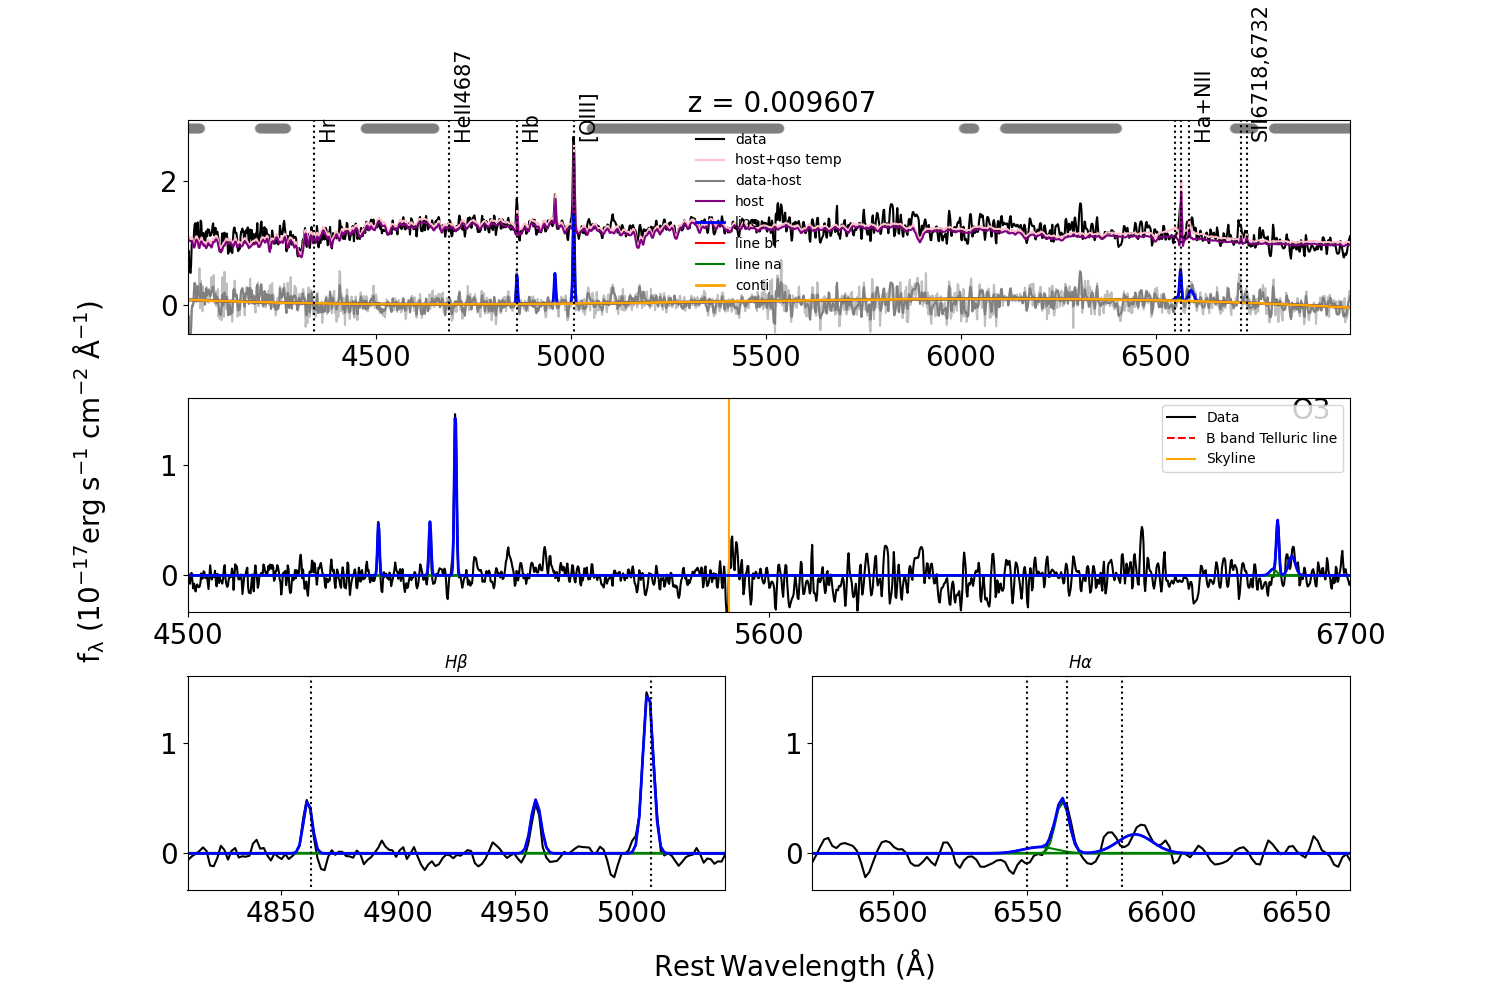 z = 0.009607
Hr
HeII4687
Hb
[OIII]
Ha+NII
SII6718,6732
data
host+qso temp
data-host
host
line
line br
line na
conti
2
0
4500
5000
5500
6000
6500
f_λ (10⁻¹⁷erg s⁻¹ cm⁻² Å⁻¹)
O3
Data
B band Telluric line
Skyline
1
0
4500
5600
6700
Hβ
1
0
4850
4900
4950
5000
Hα
1
0
6500
6550
6600
6650
Rest Wavelength (Å)